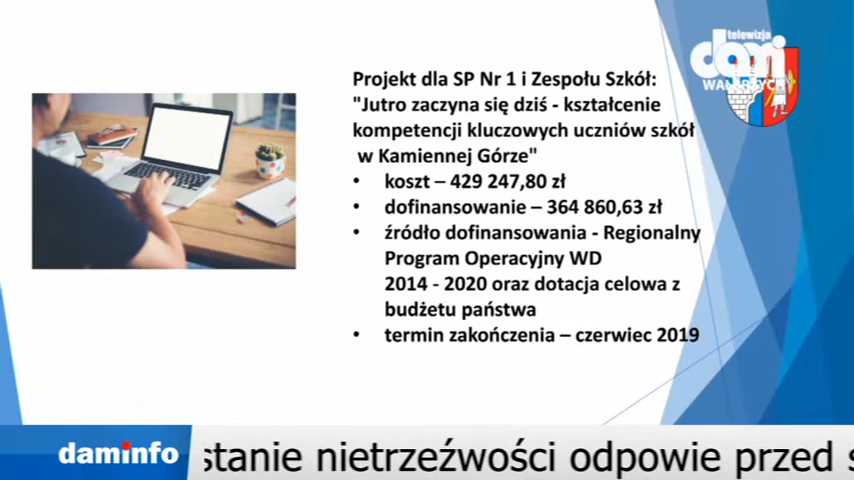 telewizja
dami
WAŁBRZYCH
Projekt dla SP Nr 1 i Zespołu Szkół:
"Jutro zaczyna się dziś - kształcenie
kompetencji kluczowych uczniów szkół
w Kamiennej Górze"
• koszt – 429 247,80 zł
• dofinansowanie – 364 860,63 zł
• źródło dofinansowania - Regionalny
Program Operacyjny WD
2014 - 2020 oraz dotacja celowa z
budżetu państwa
• termin zakończenia – czerwiec 2019
daminfo
stanie nietrzeźwości odpowie przed s